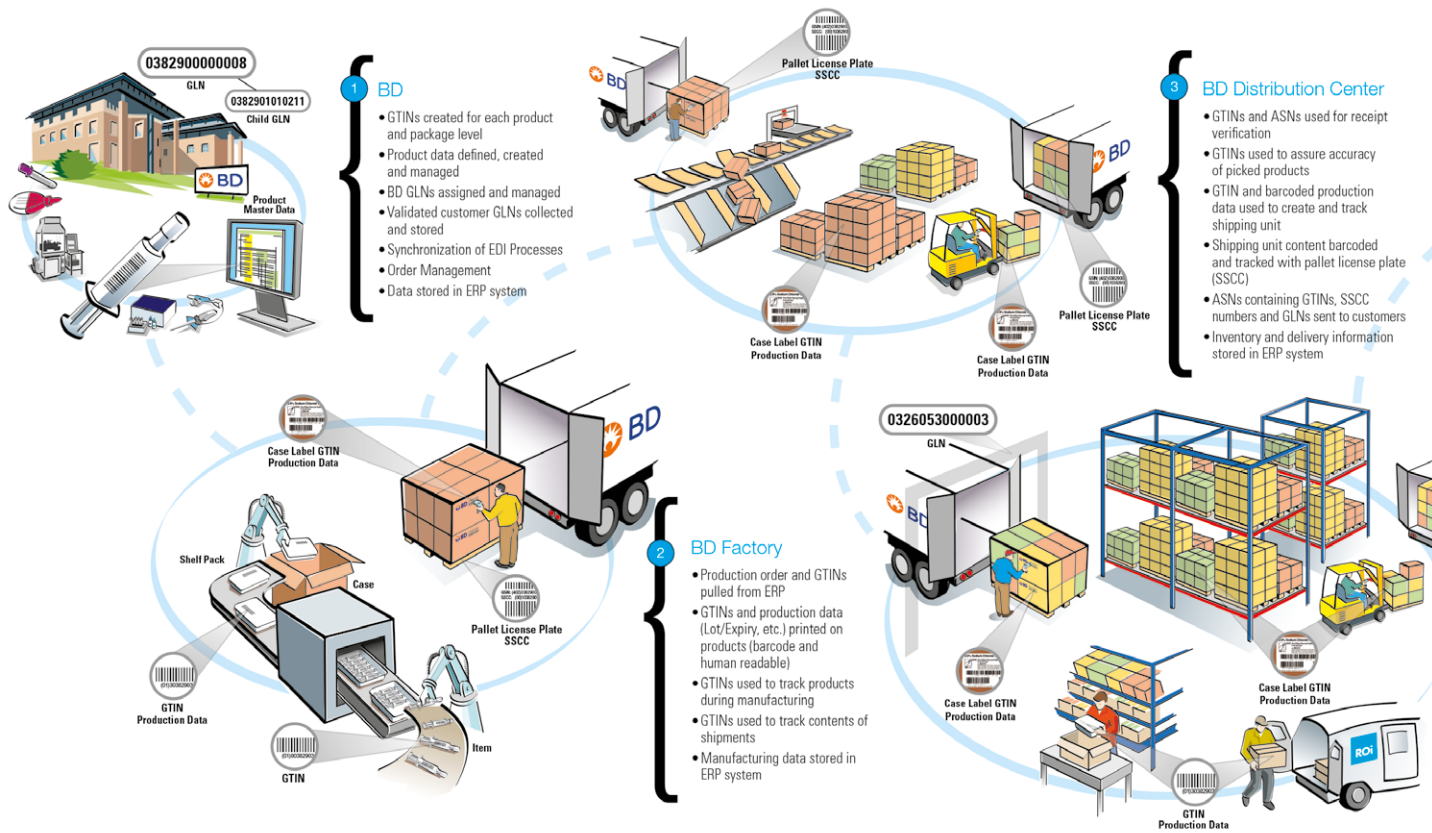 0382900000008
GLN
0382901010211
Child GLN
BD
Product
Master Data
1
BD
• GTINs created for each product
and package level
• Product data defined, created
and managed
• BD GLNs assigned and managed
• Validated customer GLNs collected
and stored
• Synchronization of EDI Processes
• Order Management
• Data stored in ERP system
Pallet License Plate
SSCC
BD
BD
Case Label GTIN
Production Data
Case Label GTIN
Production Data
Pallet License Plate
SSCC
3
BD Distribution Center
• GTINs and ASNs used for receipt
verification
• GTINs used to assure accuracy
of picked products
• GTIN and barcoded production
data used to create and track
shipping unit
• Shipping unit content barcoded
and tracked with pallet license plate
(SSCC)
• ASNs containing GTINs, SSCC
numbers and GLNs sent to customers
• Inventory and delivery information
stored in ERP system
Case Label GTIN
Production Data
BD
BD
Shelf Pack
Case
Pallet License Plate
SSCC
GTIN
Production Data
GTIN
Item
2
BD Factory
• Production order and GTINs
pulled from ERP
• GTINs and production data
(Lot/Expiry, etc.) printed on
products (barcode and
human readable)
• GTINs used to track products
during manufacturing
• GTINs used to track contents of
shipments
• Manufacturing data stored in
ERP system
0326053000003
GLN
BD
Case Label GTIN
Production Data
Case Label GTIN
Production Data
ROi
GTIN
Production Data